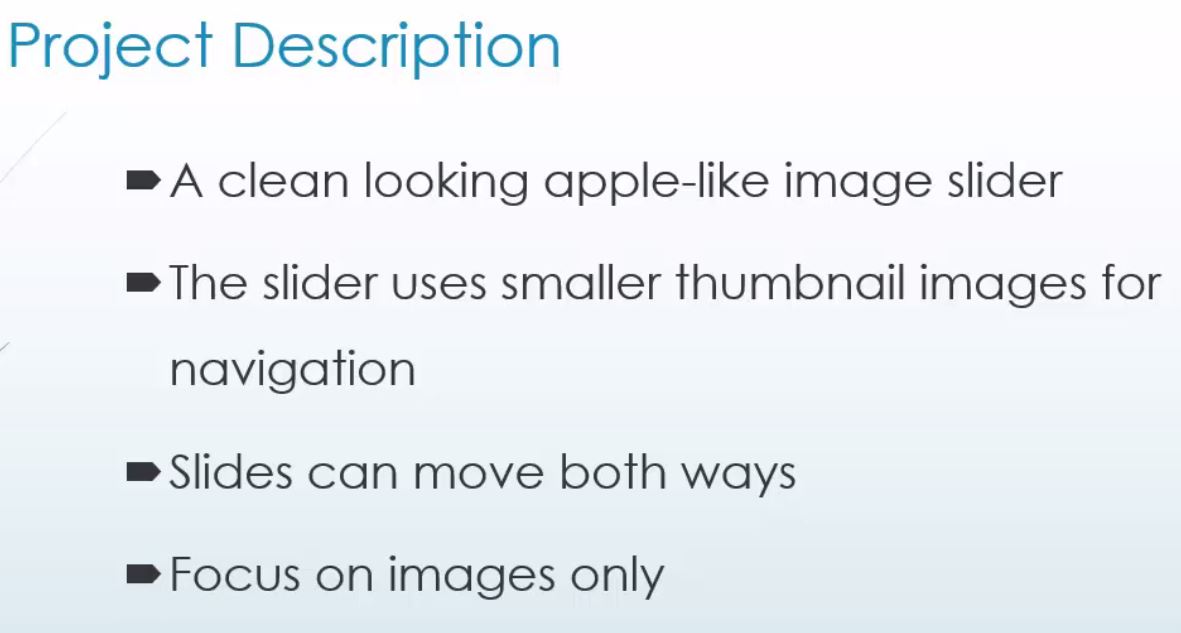 Project Description
A clean looking apple-like image slider
The slider uses smaller thumbnail images for
navigation
Slides can move both ways
Focus on images only